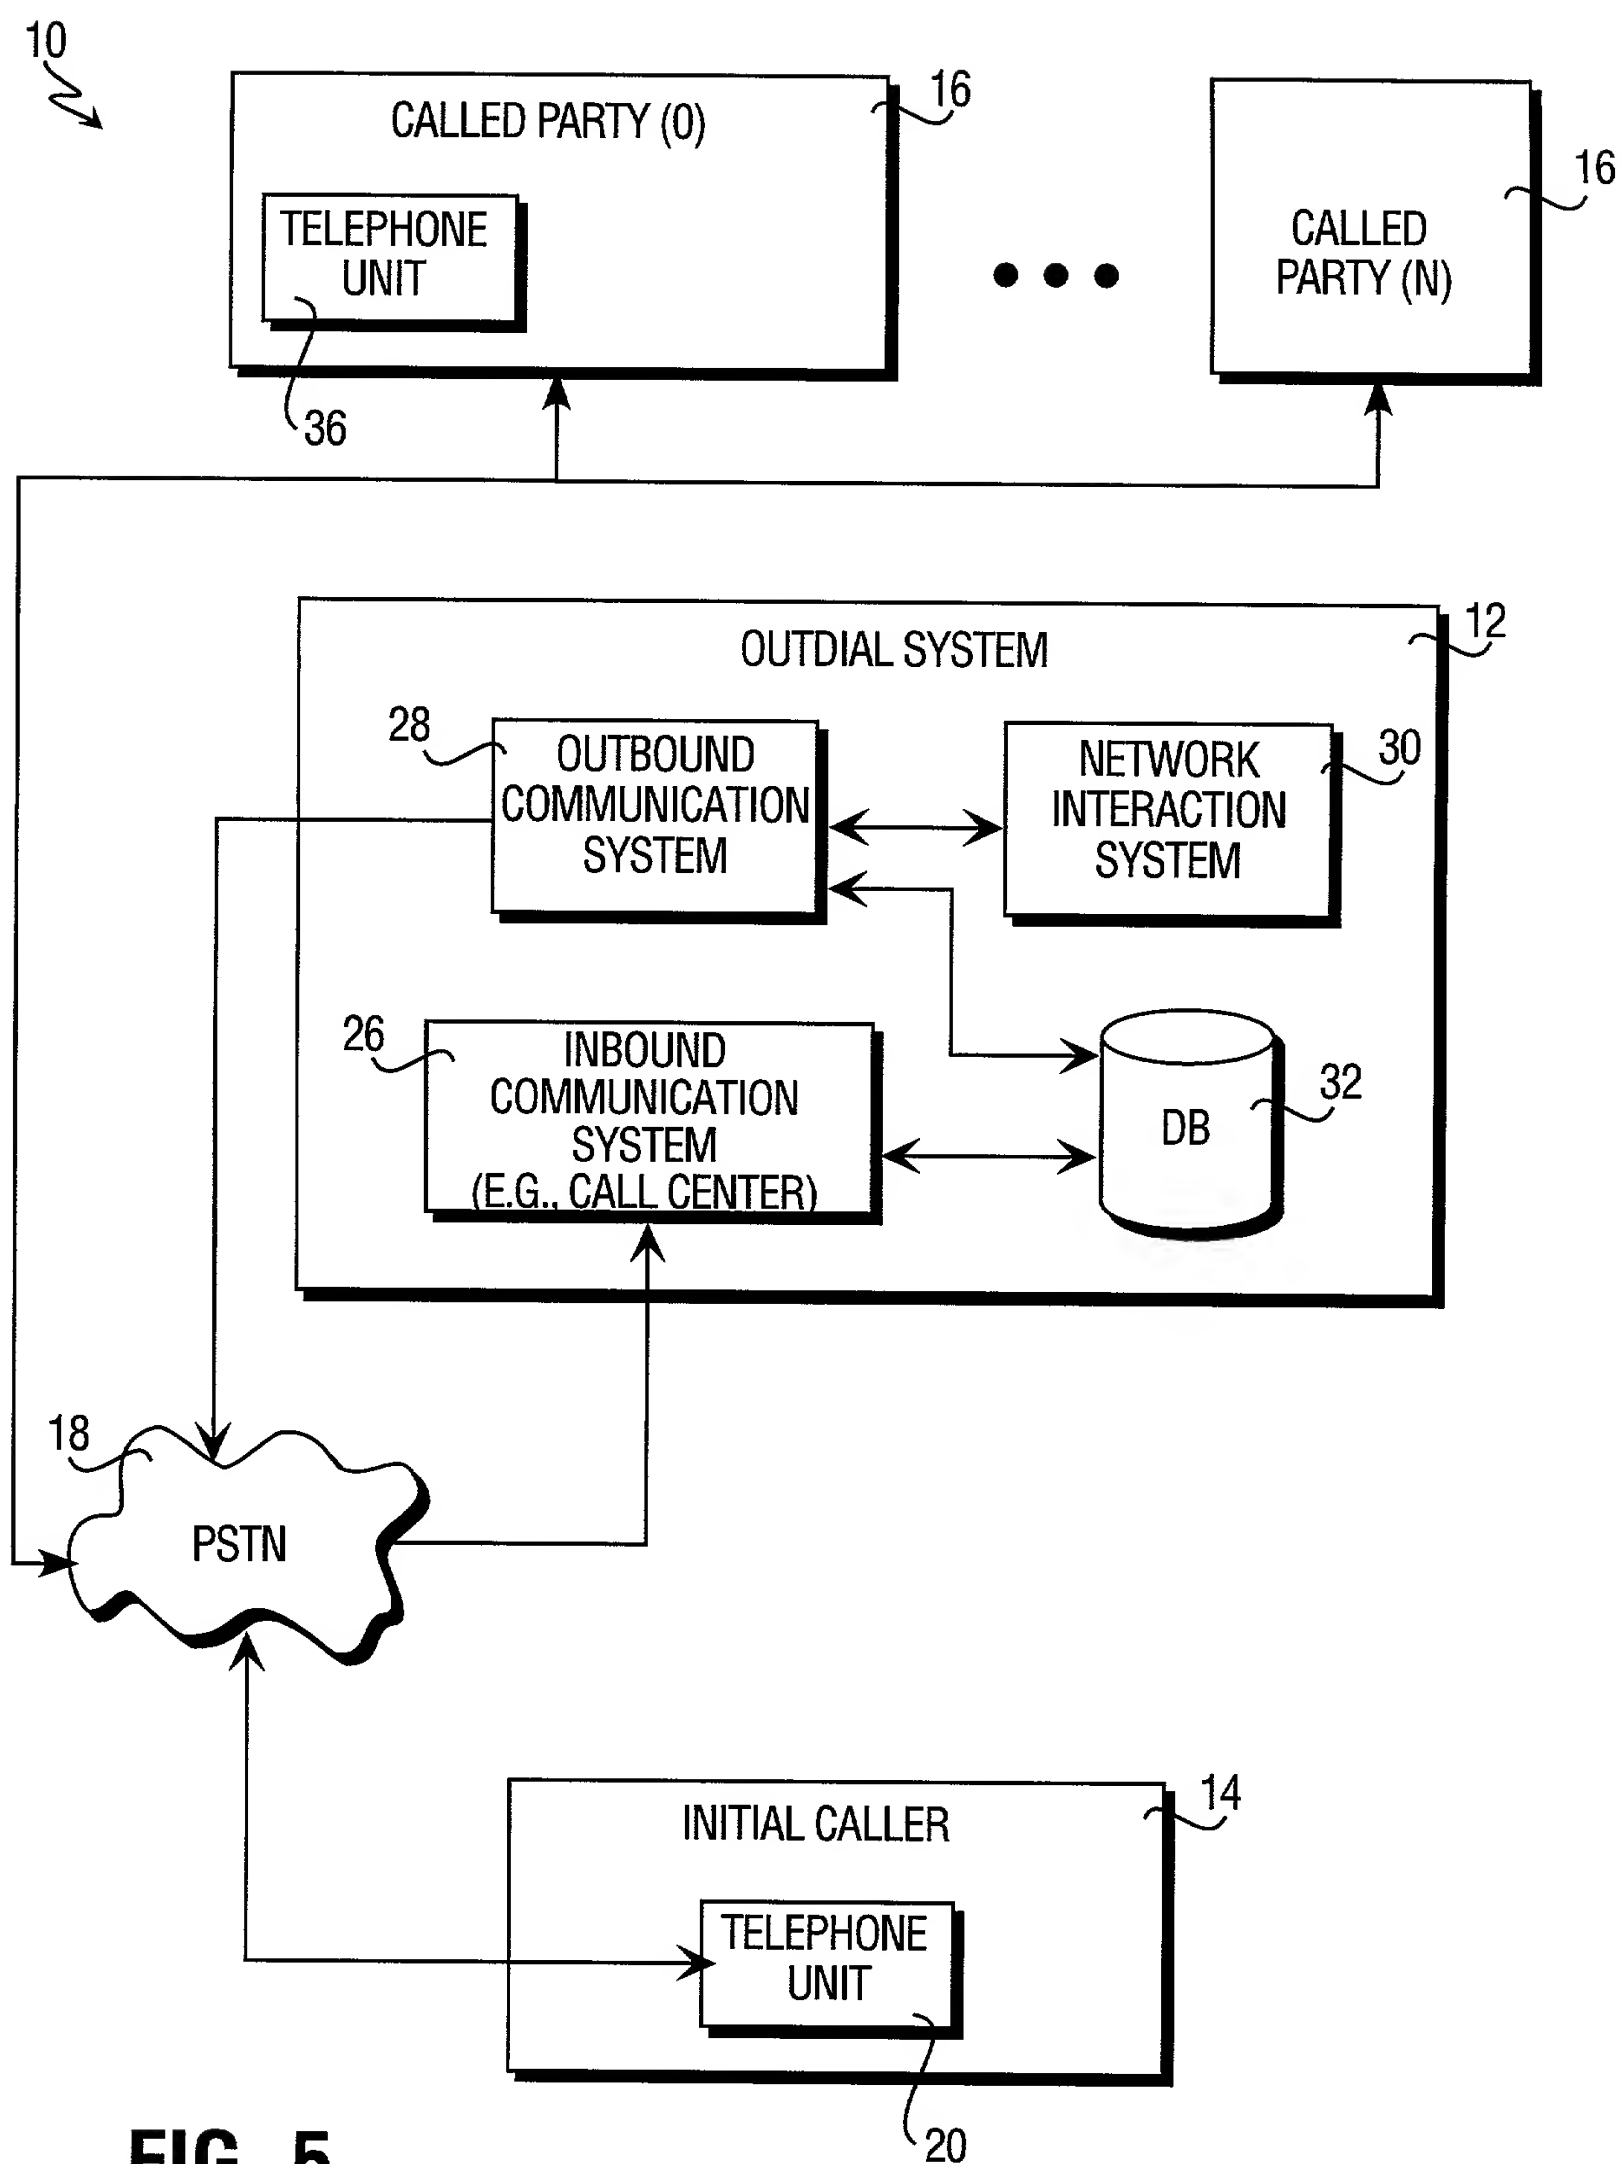 10
CALLED PARTY (0)
16
TELEPHONE
UNIT
36
CALLED
PARTY (N)
16
OUTDIAL SYSTEM
12
28
OUTBOUND
COMMUNICATION
SYSTEM
NETWORK
INTERACTION
SYSTEM
30
26
INBOUND
COMMUNICATION
SYSTEM
(E.G., CALL CENTER)
DB
32
18
PSTN
INITIAL CALLER
14
TELEPHONE
UNIT
20
FIG. 5